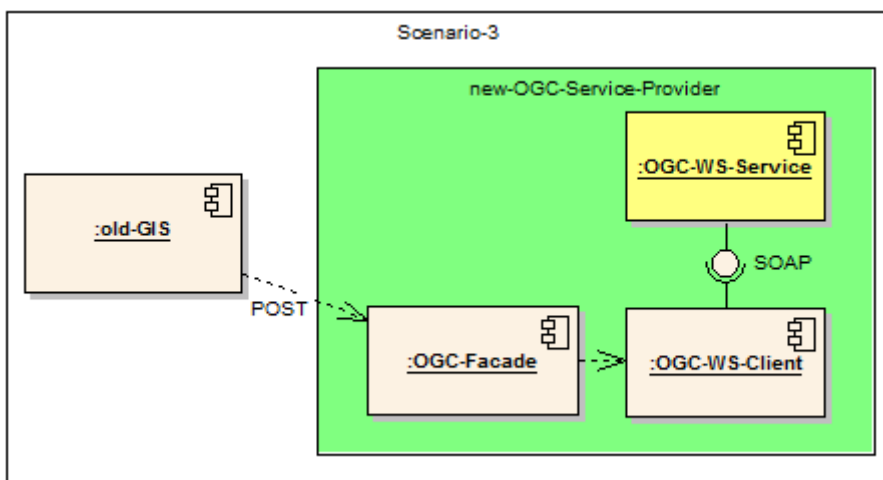 Scenario-3
new-OGC-Service-Provider
:OGC-WS-Service
:old-GIS
SOAP
POST
:OGC-Facade
:OGC-WS-Client